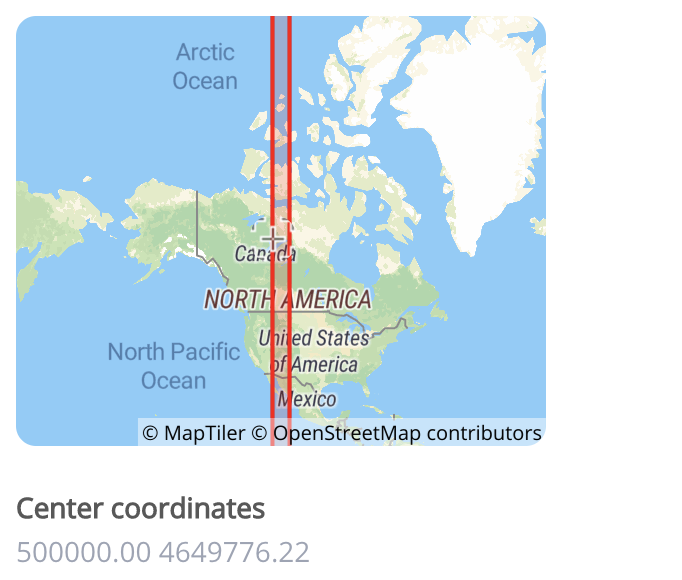 Arctic
Ocean
Canada
NORTH AMERICA
United States
of America
North Pacific
Ocean
Mexico
© MapTiler © OpenStreetMap contributors
Center coordinates
500000.00 4649776.22